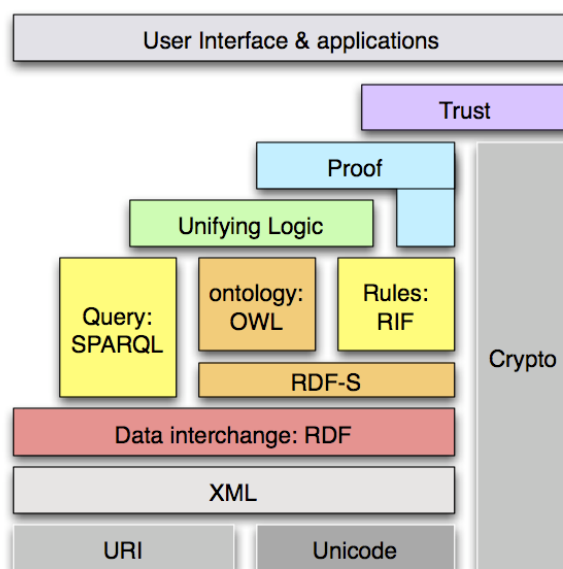 User Interface & applications
Trust
Proof
Unifying Logic
Query:
SPARQL
ontology:
OWL
Rules:
RIF
Crypto
RDF-S
Data interchange: RDF
XML
URI
Unicode